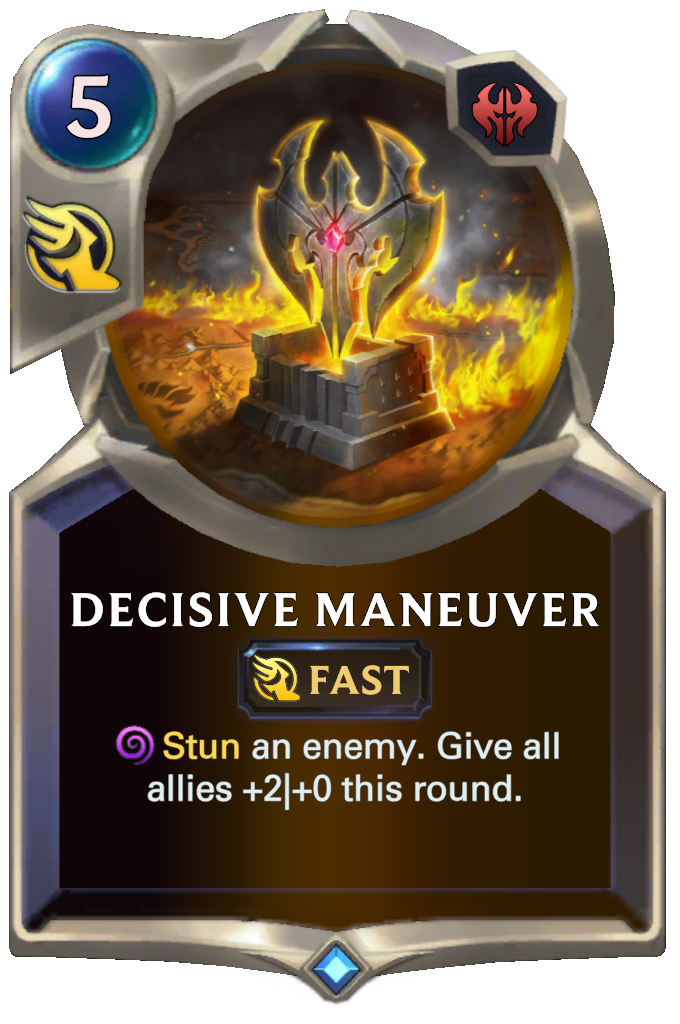 5
DECISIVE MANEUVER
FAST
Stun an enemy. Give all
allies +2|+0 this round.